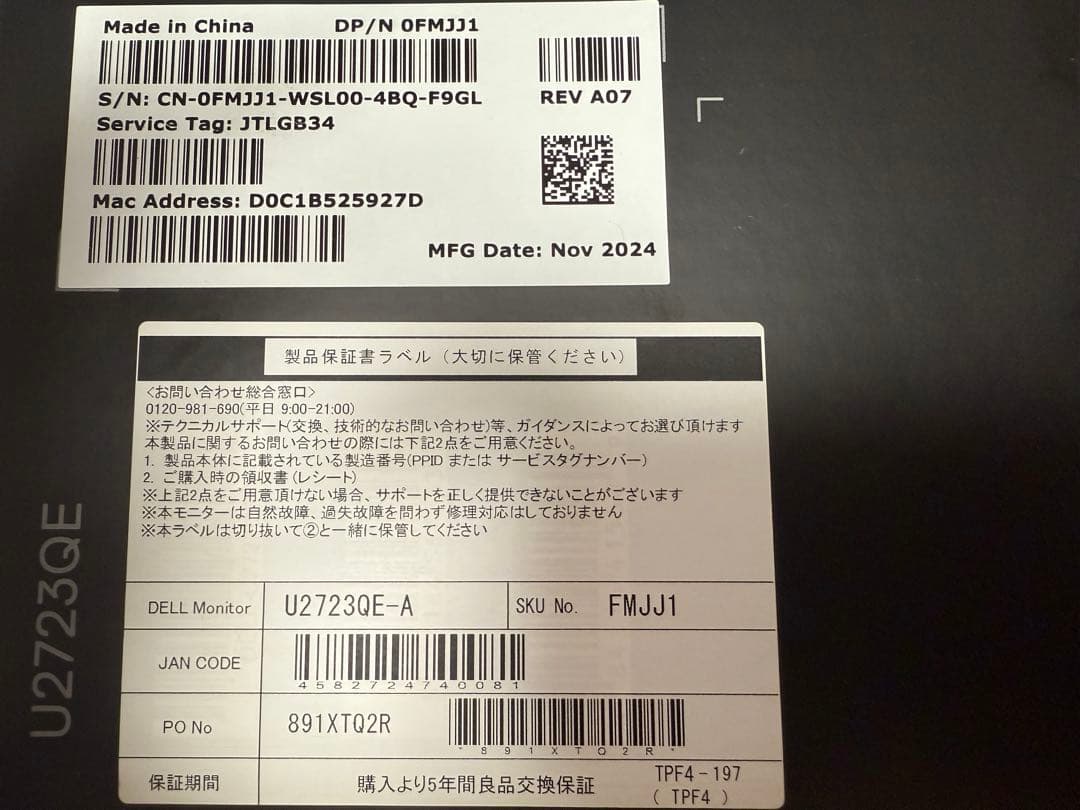 Made in China DP/N 0FMJJ1
S/N: CN-0FMJJ1-WSL00-4BQ-F9GL
REV A07
Service Tag: JTLGB34
Mac Address: D0C1B525927D
MFG Date: Nov 2024
製品保証書ラベル（大切に保管ください）
<お問い合わせ総合窓口>
0120-981-690(平日 9:00-21:00)
※テクニカルサポート(交換、技術的なお問い合わせ)等、ガイダンスによってお選び頂けます
本製品に関するお問い合わせの際には下記2点をご用意ください。
1. 製品本体に記載されている製造番号(PPID または サービスタグナンバー)
2. ご購入時の領収書(レシート)
※上記2点をご用意頂けない場合、サポートを正しく提供できないことがございます
※本モニターは自然故障、過失故障を問わず修理対応はしておりません
※本ラベルは切り抜いて②と一緒に保管してください
DELL Monitor U2723QE-A SKU No. FMJJ1
JAN CODE
4582724740081
PO No 891XTQ2R
*891XTQ2R*
保証期間 購入より5年間良品交換保証 TPF4-197
( TPF4 )
U2723QE